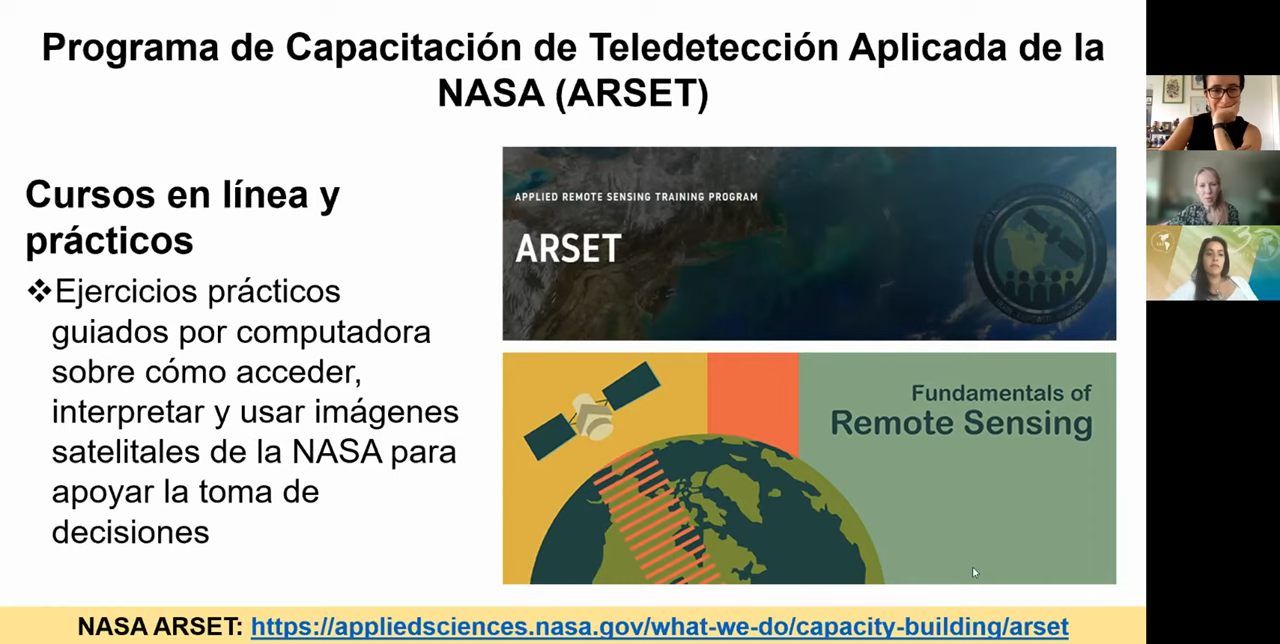 Programa de Capacitación de Teledetección Aplicada de la
NASA (ARSET)
Cursos en línea y
prácticos
❖Ejercicios prácticos
guiados por computadora
sobre cómo acceder,
interpretar y usar imágenes
satelitales de la NASA para
apoyar la toma de
decisiones
APPLIED REMOTE SENSING TRAINING PROGRAM
ARSET
Fundamentals of
Remote Sensing
NASA ARSET: https://appliedsciences.nasa.gov/what-we-do/capacity-building/arset